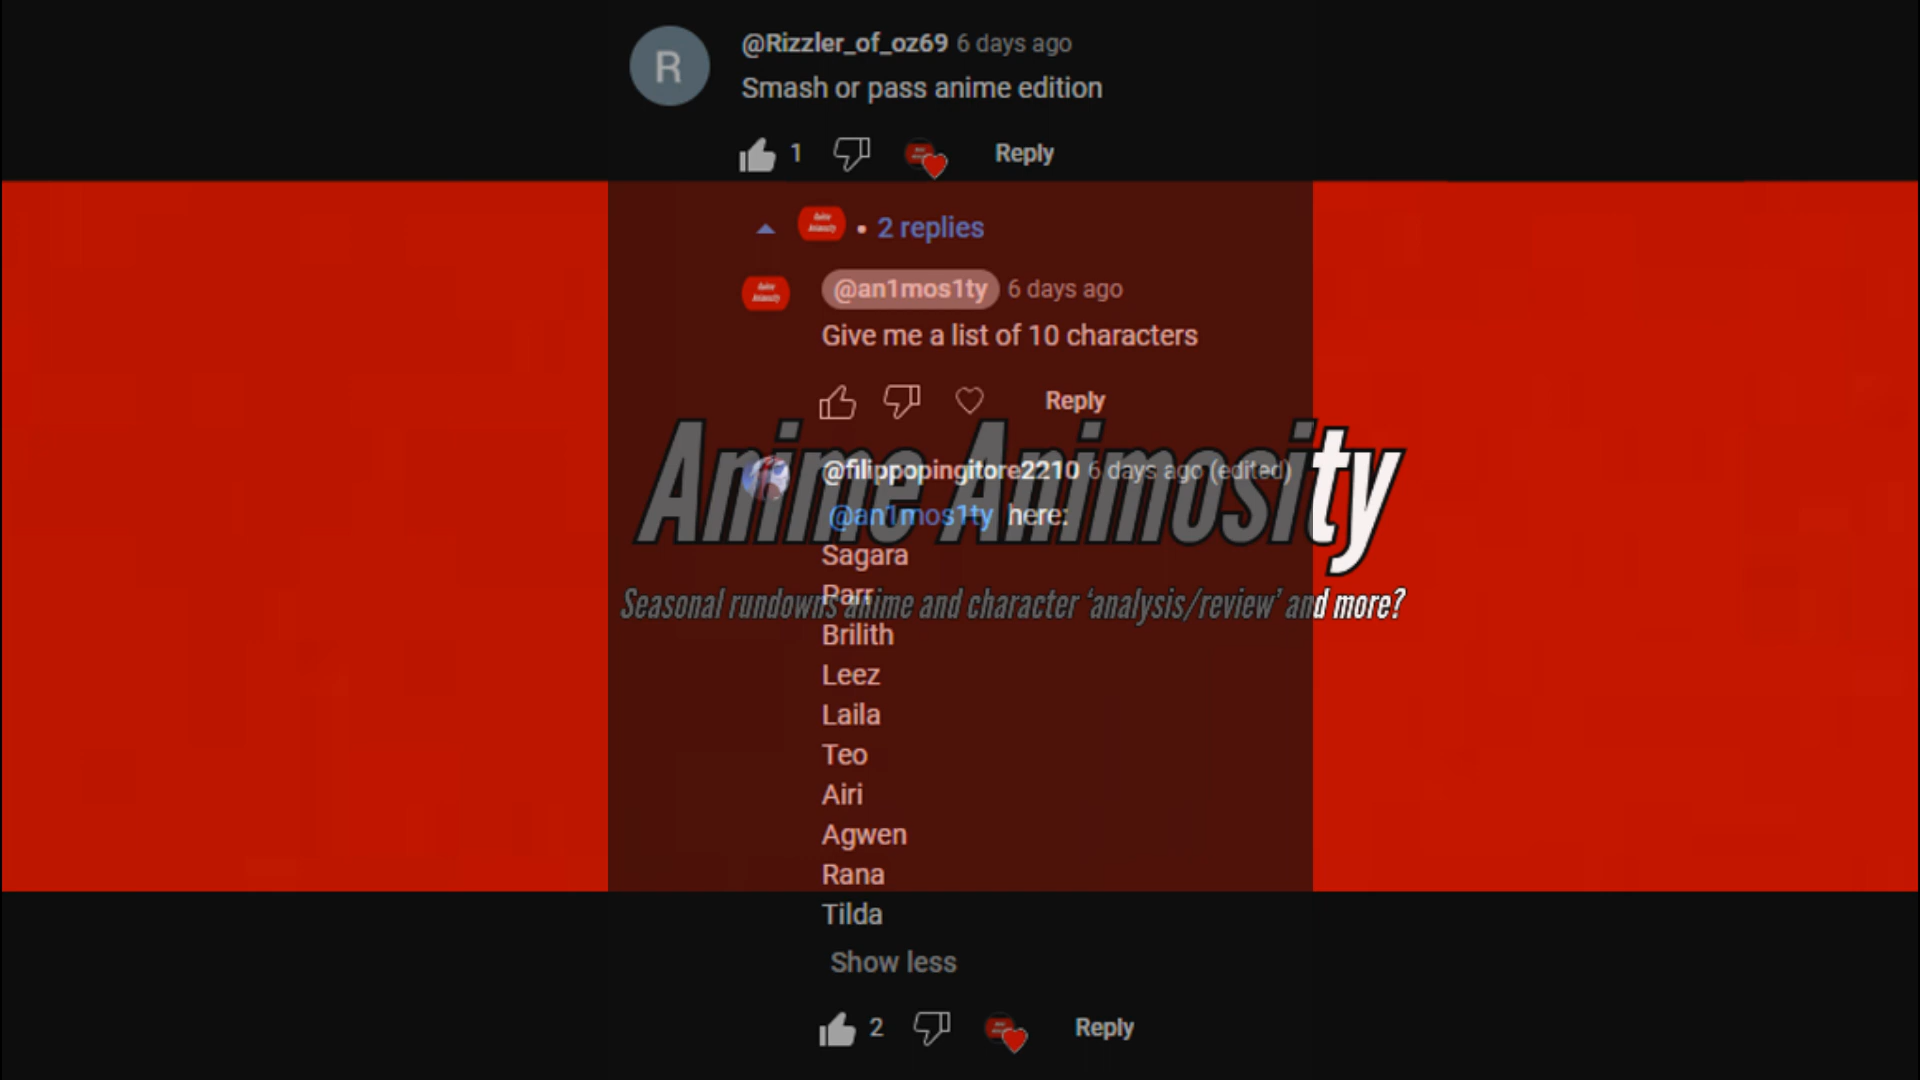 R
@Rizzler_of_oz69 6 days ago
Smash or pass anime edition
1 Reply
• 2 replies
@an1mos1ty 6 days ago
Give me a list of 10 characters
Reply
Anime Animosity
@filippopingitore2210 6 days ago (edited)
@an1mos1ty here:
Sagara
Parr
Seasonal rundowns anime and character ‘analysis/review’ and more?
Brilith
Leez
Laila
Teo
Airi
Agwen
Rana
Tilda
Show less
2 Reply